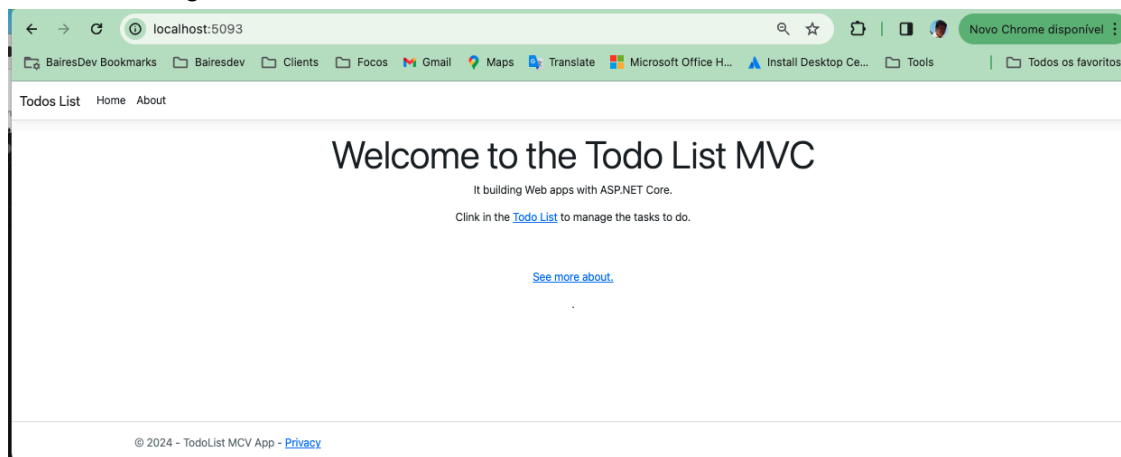 localhost:5093
Novo Chrome disponível
BairesDev Bookmarks Bairesdev Clients Focos Gmail Maps Translate Microsoft Office H... Install Desktop Ce... Tools Todos os favoritos
Todos List Home About
Welcome to the Todo List MVC
It building Web apps with ASP.NET Core.
Clink in the Todo List to manage the tasks to do.
See more about.
.
© 2024 - TodoList MCV App - Privacy